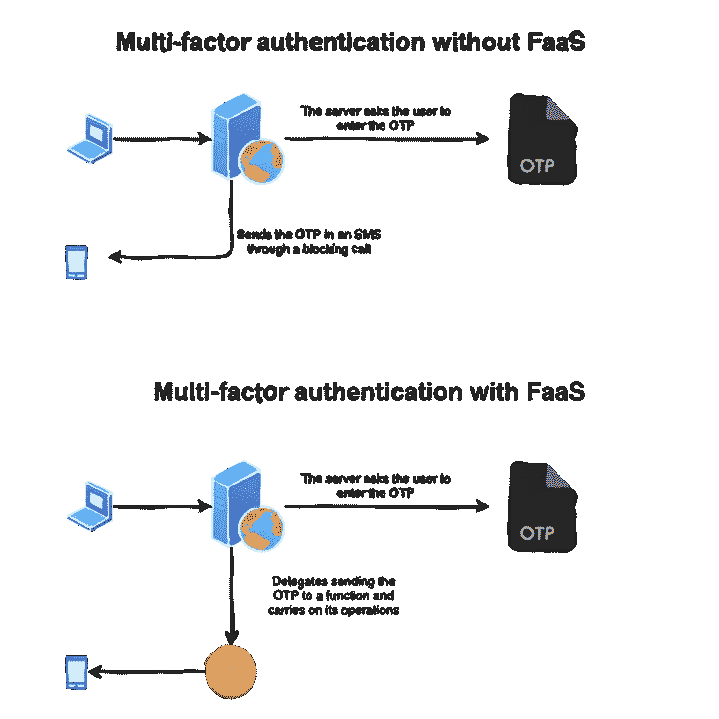 Multi-factor authentication without FaaS
The server asks the user to
enter the OTP
OTP
Sends the OTP in an SMS
through a blocking call
Multi-factor authentication with FaaS
The server asks the user to
enter the OTP
OTP
Delegates sending the
OTP to a function and
carries on its operations